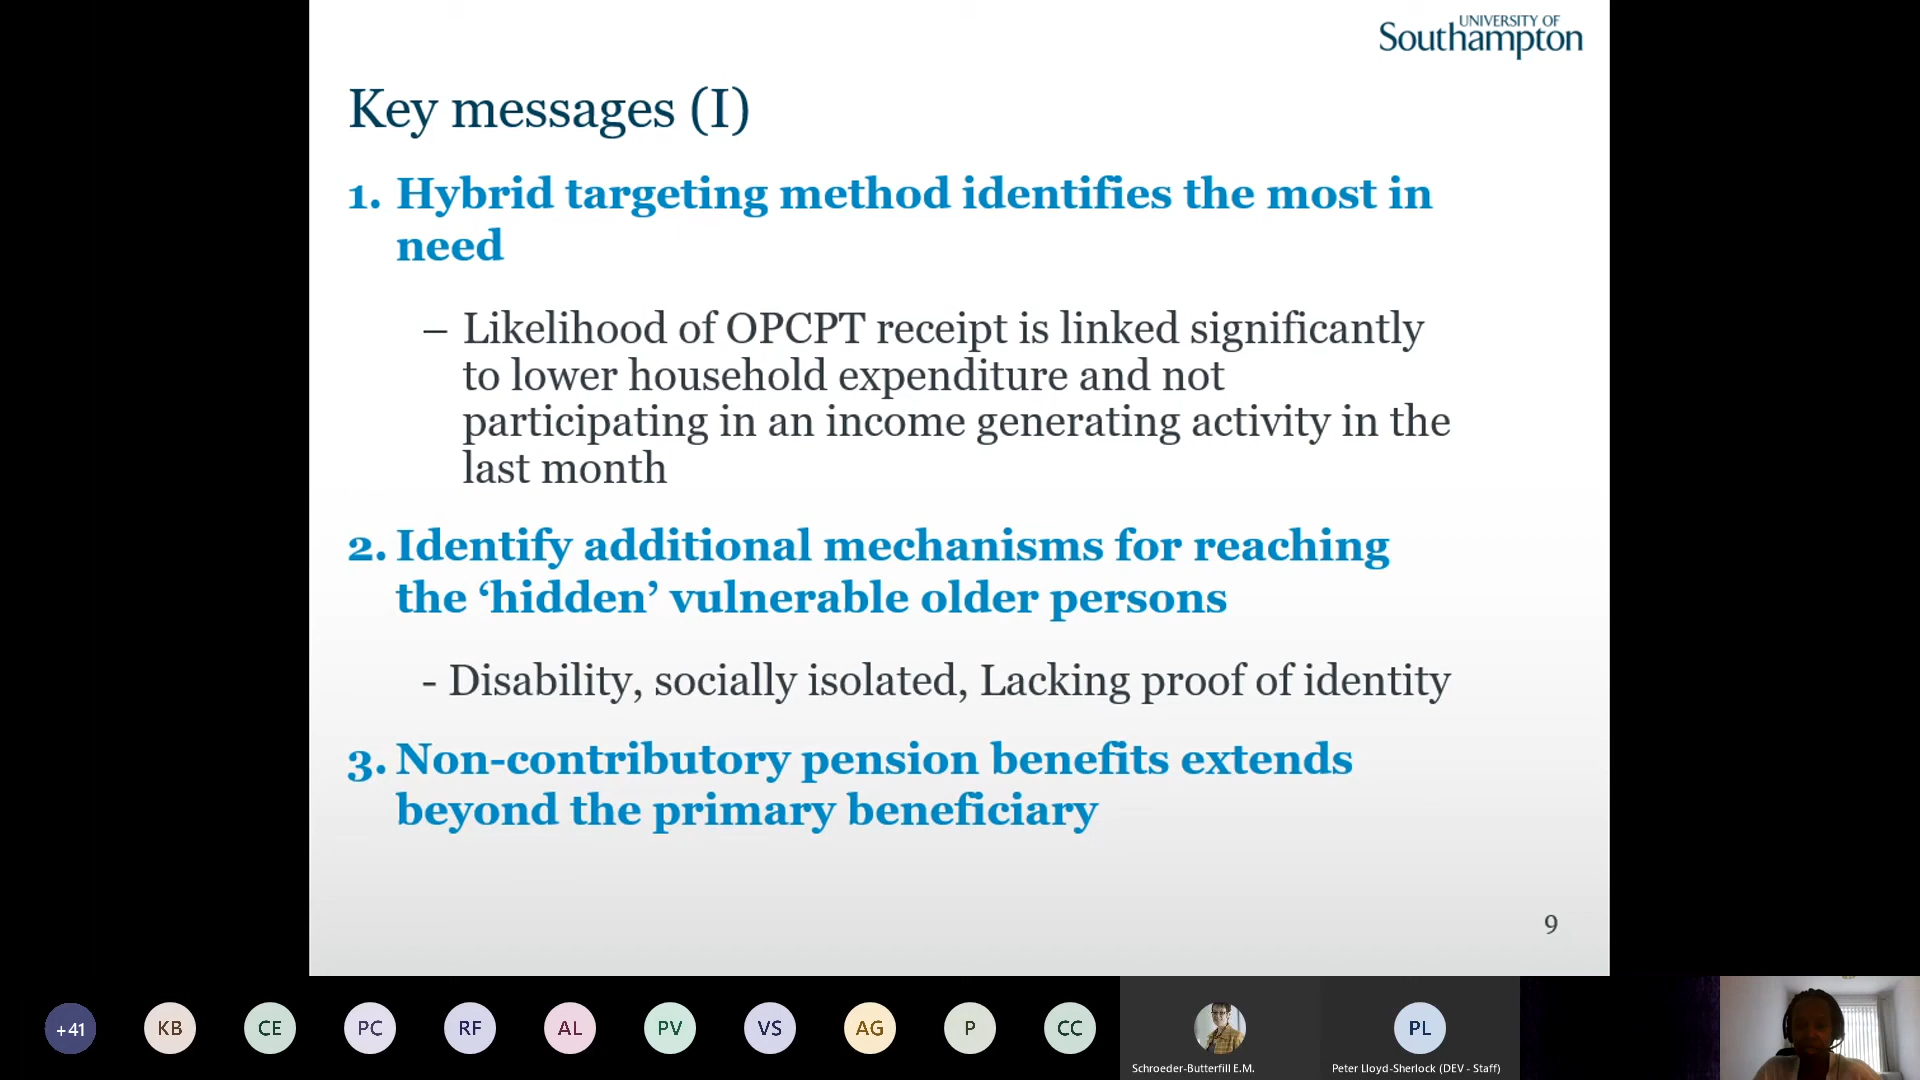 UNIVERSITY OF
Southampton
Key messages (I)
1. Hybrid targeting method identifies the most in
need
– Likelihood of OPCPT receipt is linked significantly
to lower household expenditure and not
participating in an income generating activity in the
last month
2. Identify additional mechanisms for reaching
the ‘hidden’ vulnerable older persons
- Disability, socially isolated, Lacking proof of identity
3. Non-contributory pension benefits extends
beyond the primary beneficiary
9
+41 KB CE PC RF AL PV VS AG P CC PL
Schroeder-Butterfill E.M. Peter Lloyd-Sherlock (DEV - Staff)